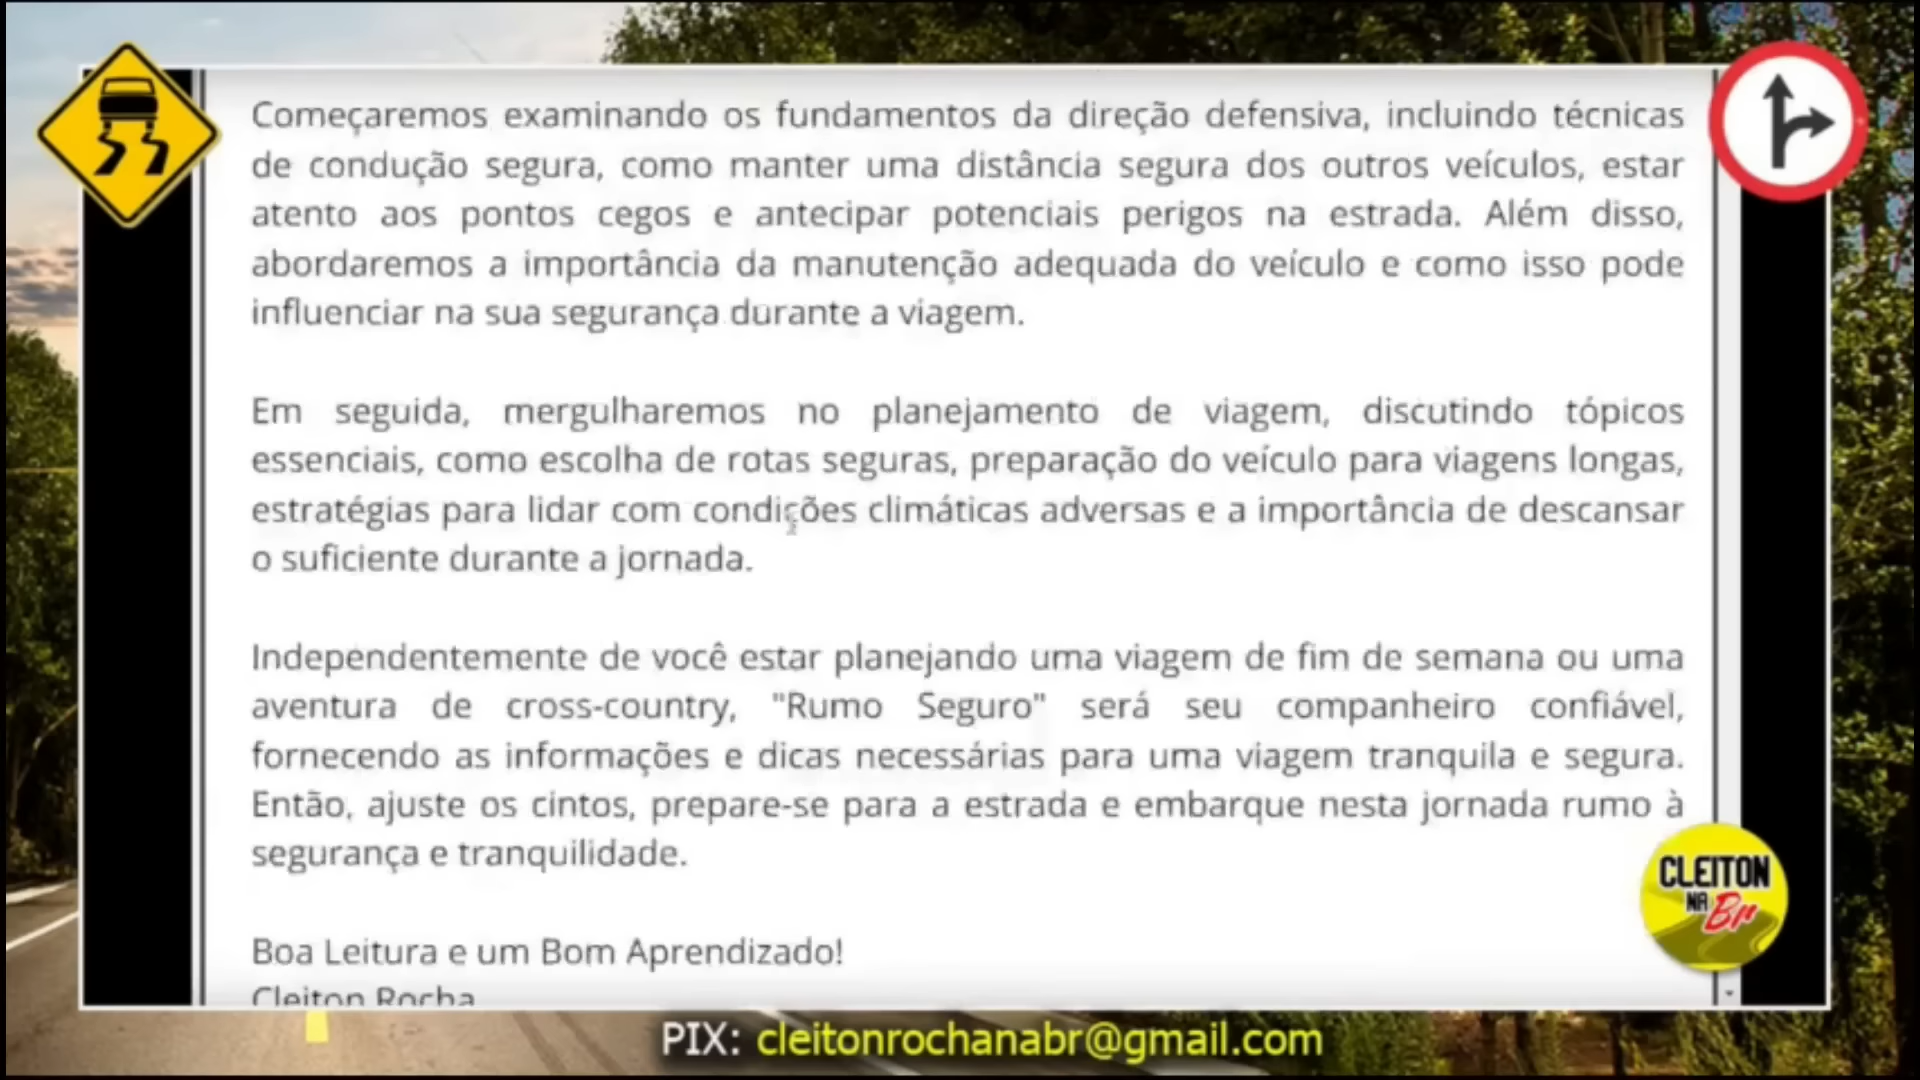 Começaremos examinando os fundamentos da direção defensiva, incluindo técnicas
de condução segura, como manter uma distância segura dos outros veículos, estar
atento aos pontos cegos e antecipar potenciais perigos na estrada. Além disso,
abordaremos a importância da manutenção adequada do veículo e como isso pode
influenciar na sua segurança durante a viagem.
Em seguida, mergulharemos no planejamento de viagem, discutindo tópicos
essenciais, como escolha de rotas seguras, preparação do veículo para viagens longas,
estratégias para lidar com condições climáticas adversas e a importância de descansar
o suficiente durante a jornada.
Independentemente de você estar planejando uma viagem de fim de semana ou uma
aventura de cross-country, "Rumo Seguro" será seu companheiro confiável,
fornecendo as informações e dicas necessárias para uma viagem tranquila e segura.
Então, ajuste os cintos, prepare-se para a estrada e embarque nesta jornada rumo à
segurança e tranquilidade.
Boa Leitura e um Bom Aprendizado!
Cleiton Rocha
CLEITON
NA Br
PIX: cleitonrochanabr@gmail.com